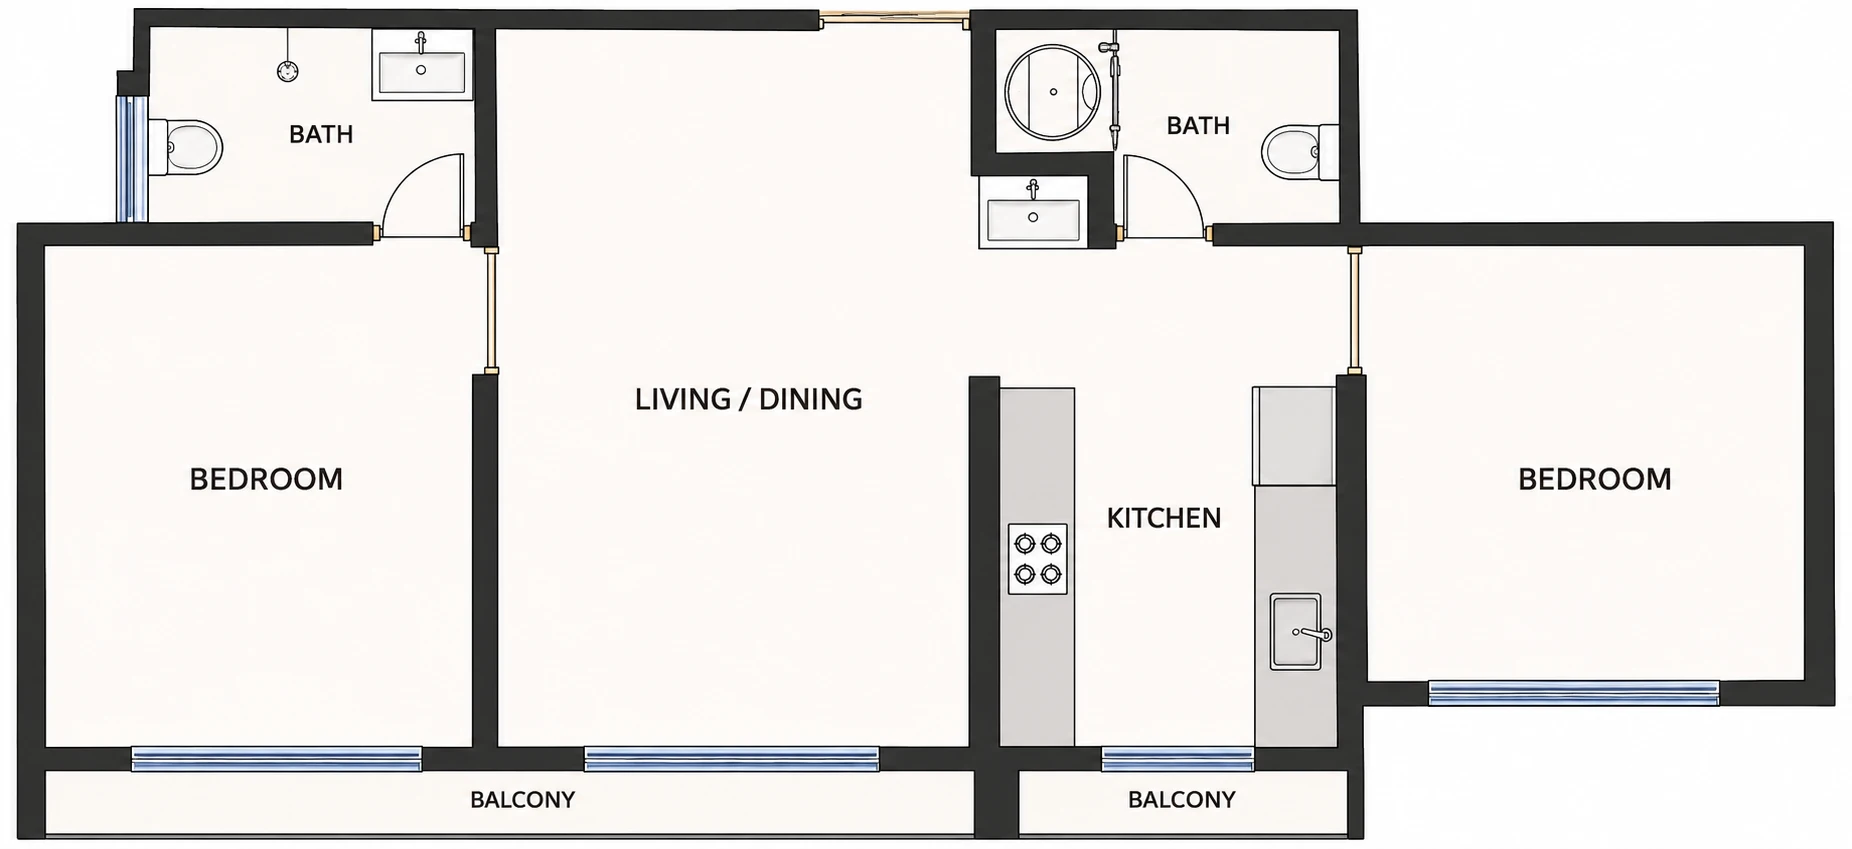 BATH
BATH
LIVING / DINING
BEDROOM
BEDROOM
KITCHEN
BALCONY
BALCONY